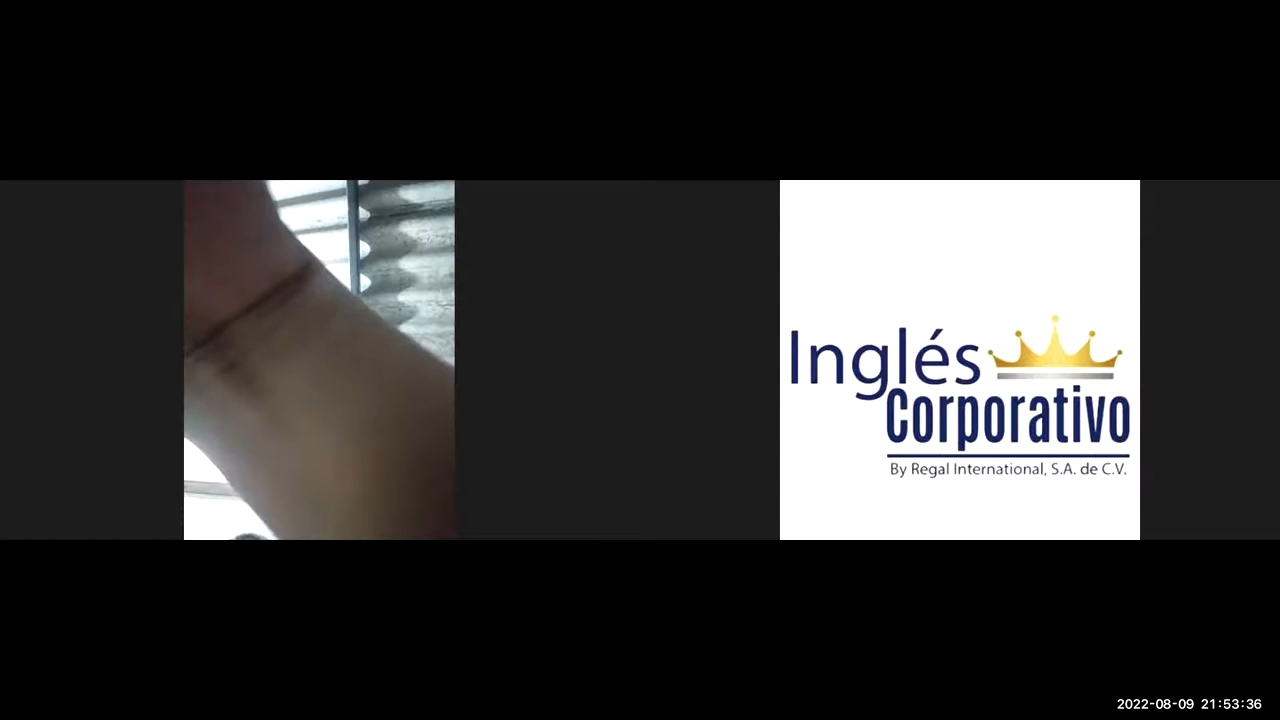 Inglés
Corporativo
By Regal International, S.A. de C.V.
2022-08-09 21:53:36